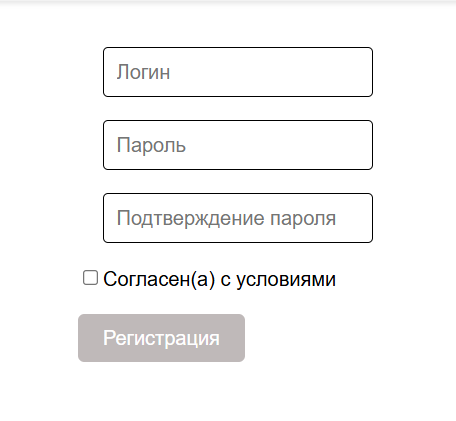 Логин
Пароль
Подтверждение пароля
Согласен(а) с условиями
Регистрация